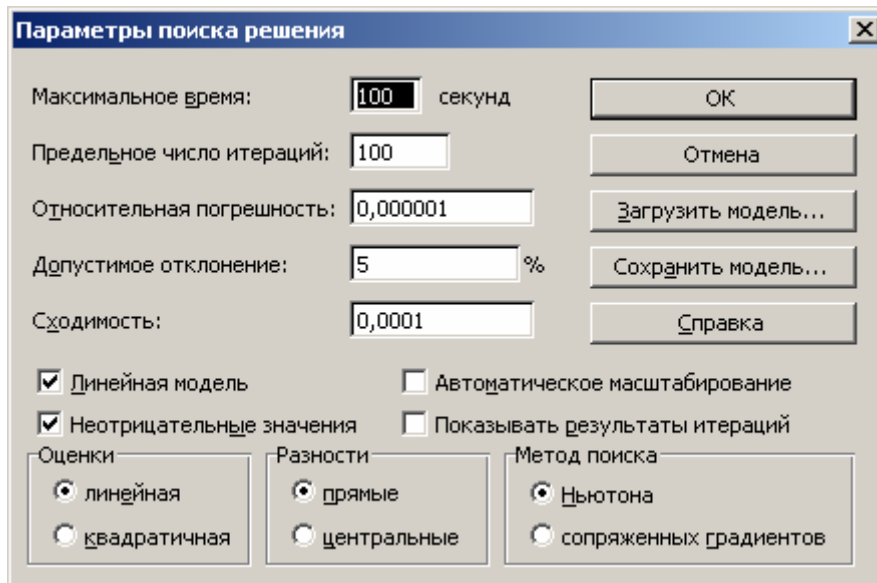 Параметры поиска решения
Максимальное время: 100 секунд OK
Предельное число итераций: 100 Отмена
Относительная погрешность: 0,000001 Загрузить модель...
Допустимое отклонение: 5 % Сохранить модель...
Сходимость: 0,0001 Справка
Линейная модель Автоматическое масштабирование
Неотрицательные значения Показывать результаты итераций
Оценки Разности Метод поиска
линейная прямые Ньютона
квадратичная центральные сопряженных градиентов